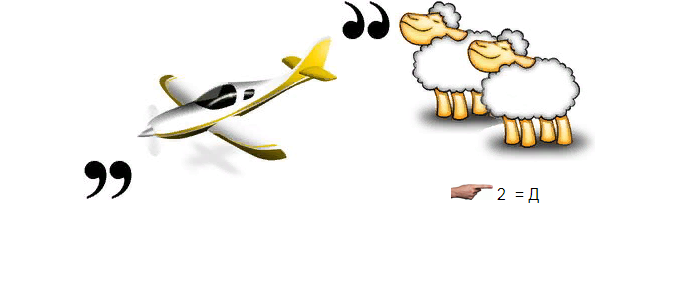 ❛❛
,,
2 = Д